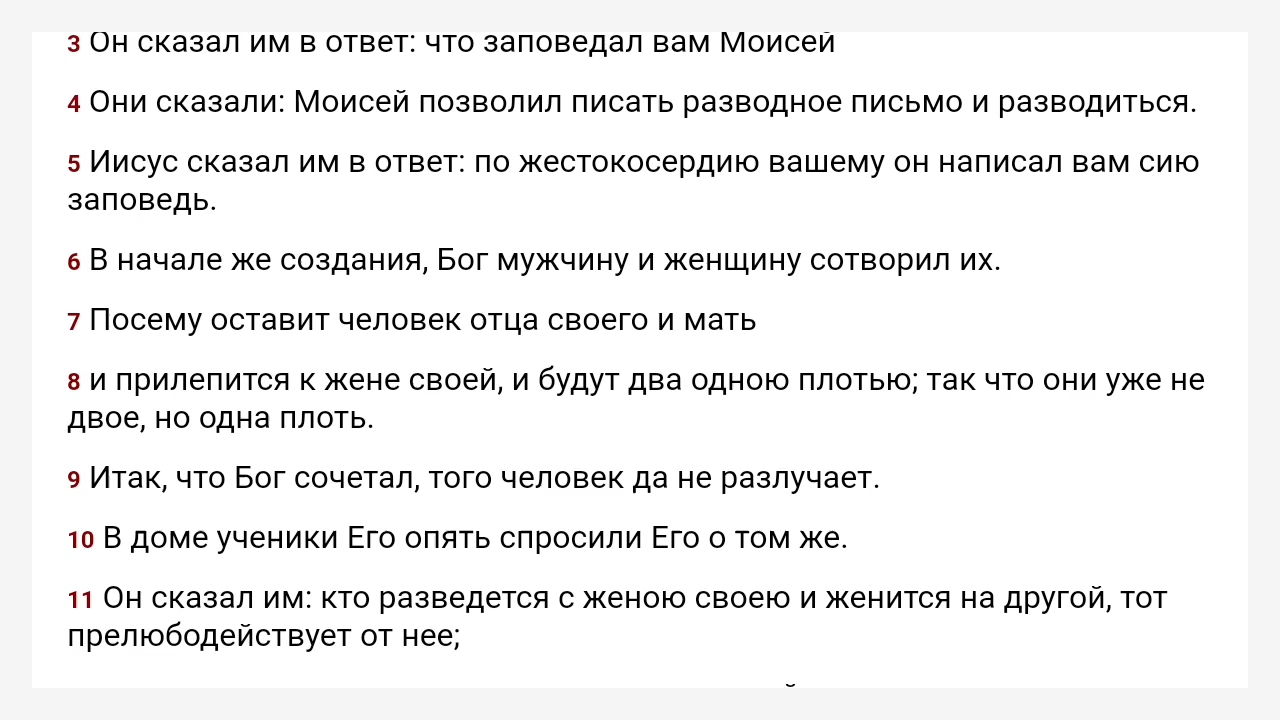 3 Он сказал им в ответ: что заповедал вам Моисей
4 Они сказали: Моисей позволил писать разводное письмо и разводиться.
5 Иисус сказал им в ответ: по жестокосердию вашему он написал вам сию
заповедь.
6 В начале же создания, Бог мужчину и женщину сотворил их.
7 Посему оставит человек отца своего и мать
8 и прилепится к жене своей, и будут два одною плотью; так что они уже не
двое, но одна плоть.
9 Итак, что Бог сочетал, того человек да не разлучает.
10 В доме ученики Его опять спросили Его о том же.
11 Он сказал им: кто разведется с женою своею и женится на другой, тот
прелюбодействует от нее;